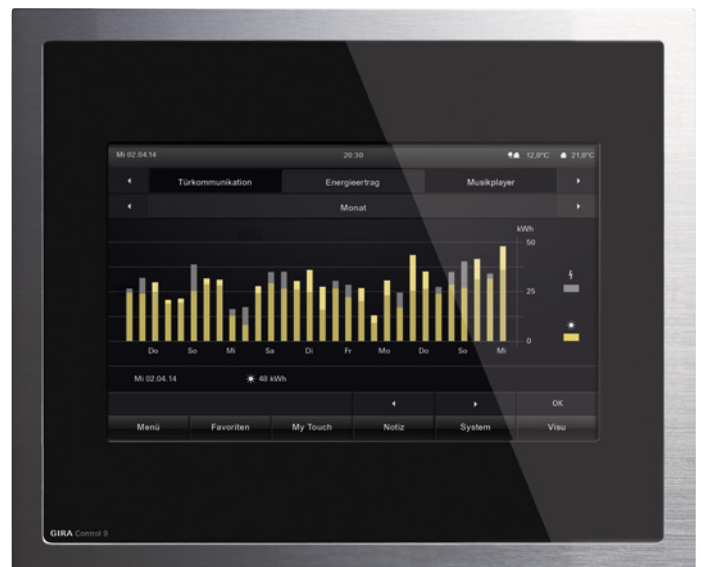 Mi 02.04.14 20:30 12,0°C 21,0°C
Türkommunikation Energieertrag Musikplayer
Monat
kWh
50
25
0
Do So Mi Sa Di Fr Mo Do So Mi
Mi 02.04.14 48 kWh
OK
Menü Favoriten My Touch Notiz System Visu
GIRA Control 9